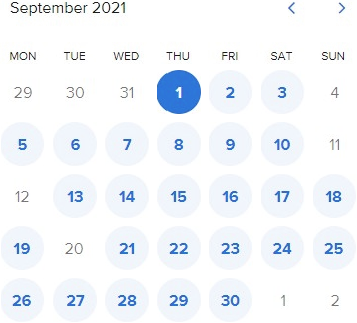 September 2021
MON TUE WED THU FRI SAT SUN
29 30 31 1 2 3 4
5 6 7 8 9 10 11
12 13 14 15 16 17 18
19 20 21 22 23 24 25
26 27 28 29 30 1 2